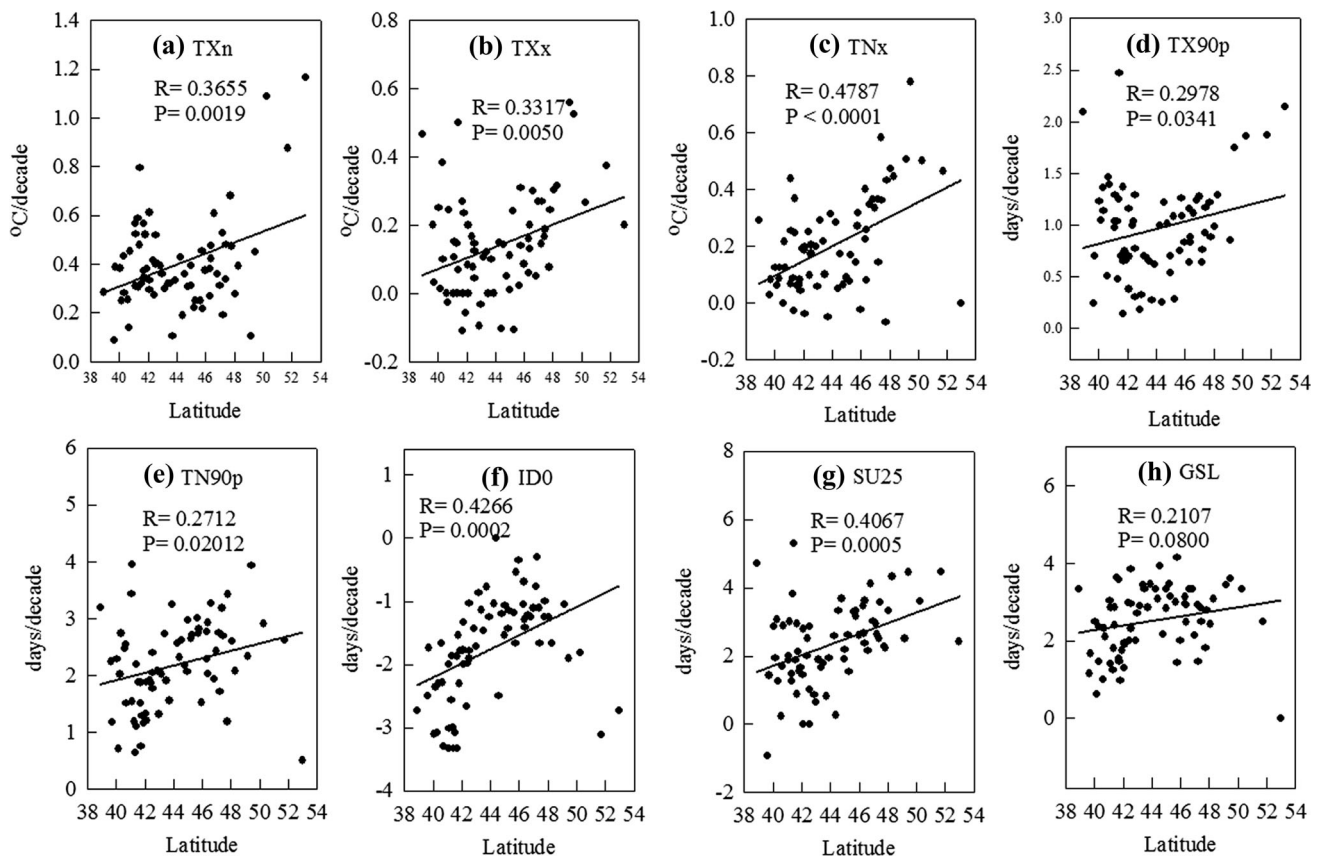 (a) TXn
R= 0.3655
P= 0.0019
1.4
1.2
1.0
0.8
0.6
0.4
0.2
0.0
°C/decade
38 40 42 44 46 48 50 52 54
Latitude
(b) TXx
R= 0.3317
P= 0.0050
0.8
0.6
0.4
0.2
0.0
-0.2
°C/decade
38 40 42 44 46 48 50 52 54
Latitude
(c) TNx
R= 0.4787
P < 0.0001
1.0
0.8
0.6
0.4
0.2
0.0
-0.2
°C/decade
38 40 42 44 46 48 50 52 54
Latitude
(d) TX90p
R= 0.2978
P= 0.0341
3.0
2.5
2.0
1.5
1.0
0.5
0.0
days/decade
38 40 42 44 46 48 50 52 54
Latitude
(e) TN90p
R= 0.2712
P= 0.02012
6
5
4
3
2
1
0
days/decade
38 40 42 44 46 48 50 52 54
Latitude
(f) ID0
R= 0.4266
P= 0.0002
1
0
-1
-2
-3
-4
days/decade
38 40 42 44 46 48 50 52 54
Latitude
(g) SU25
R= 0.4067
P= 0.0005
8
6
4
2
0
-2
days/decade
38 40 42 44 46 48 50 52 54
Latitude
(h) GSL
R= 0.2107
P= 0.0800
6
4
2
0
days/decade
38 40 42 44 46 48 50 52 54
Latitude